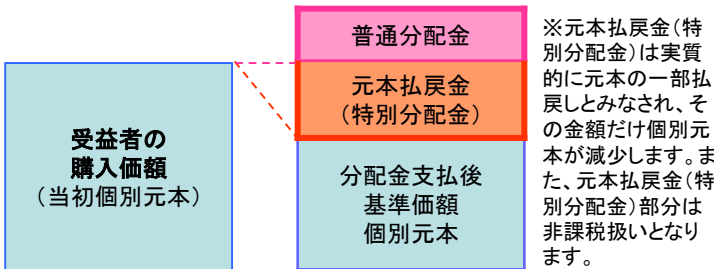 受益者の
購入価額
（当初個別元本）
普通分配金
元本払戻金
（特別分配金）
分配金支払後
基準価額
個別元本
※元本払戻金（特
別分配金）は実質
的に元本の一部払
戻しとみなされ、そ
の金額だけ個別元
本が減少します。ま
た、元本払戻金（特
別分配金）部分は
非課税扱いとなり
ます。